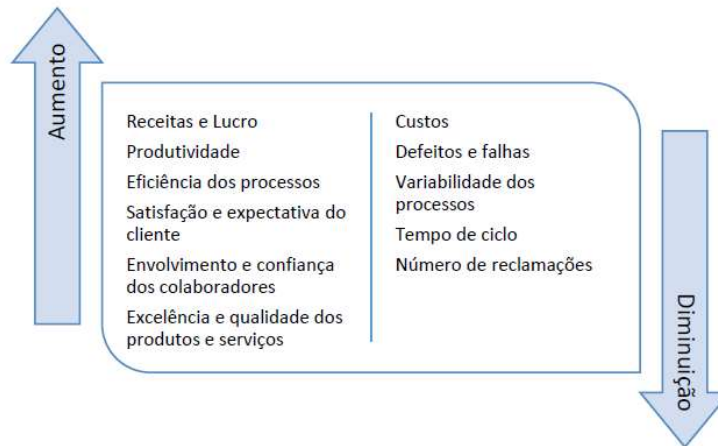 Aumento
Receitas e Lucro
Produtividade
Eficiência dos processos
Satisfação e expectativa do
cliente
Envolvimento e confiança
dos colaboradores
Excelência e qualidade dos
produtos e serviços
Custos
Defeitos e falhas
Variabilidade dos
processos
Tempo de ciclo
Número de reclamações
Diminuição